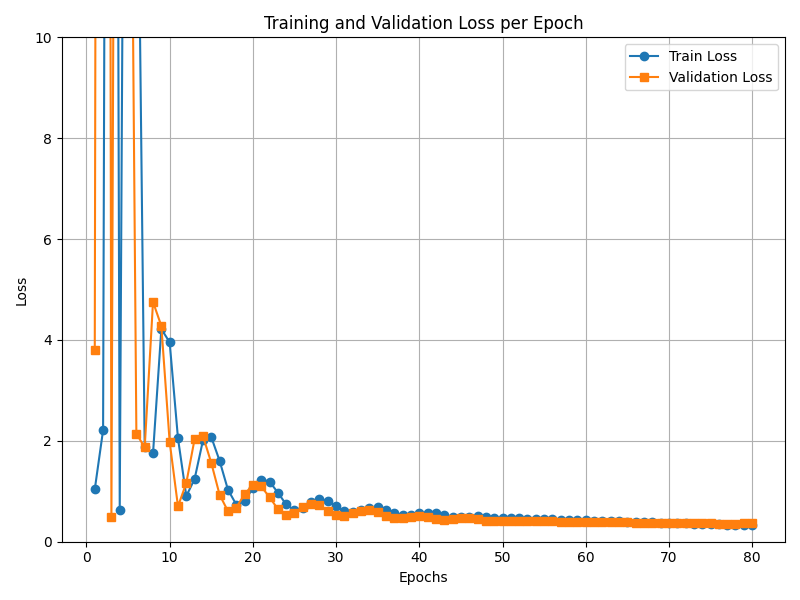 Training and Validation Loss per Epoch
Train Loss
Validation Loss
Loss
10
8
6
4
2
0
0 10 20 30 40 50 60 70 80
Epochs